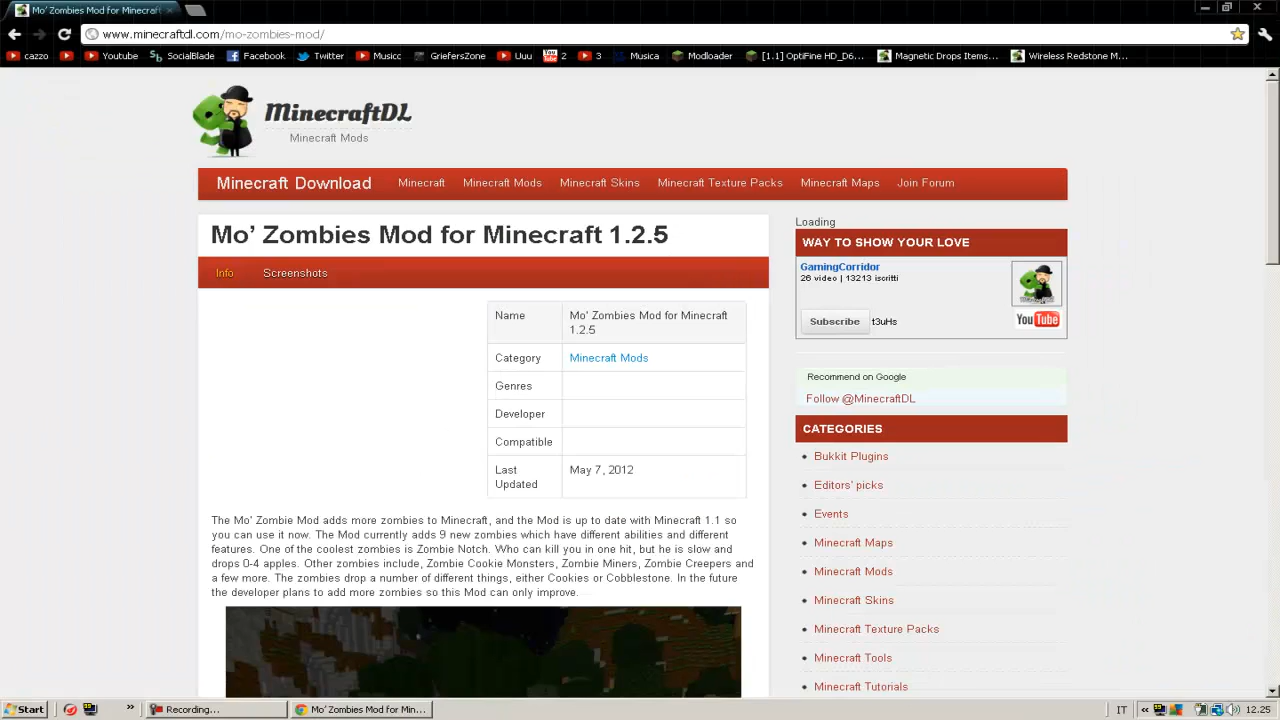 Mo' Zombies Mod for Minecraft
www.minecraftdl.com/mo-zombies-mod/
cazzo
Youtube
SocialBlade
Facebook
Twitter
Musicc
GriefersZone
Uuu
2
3
Musica
Modloader
[1.1] OptiFine HD_D6...
Magnetic Drops Items...
Wireless Redstone M...
MinecraftDL
Minecraft Mods
Minecraft Download
Minecraft
Minecraft Mods
Minecraft Skins
Minecraft Texture Packs
Minecraft Maps
Join Forum
Mo’ Zombies Mod for Minecraft 1.2.5
Info
Screenshots
Name
Mo’ Zombies Mod for Minecraft
1.2.5
Category
Minecraft Mods
Genres
Developer
Compatible
Last
Updated
May 7, 2012
The Mo’ Zombie Mod adds more zombies to Minecraft, and the Mod is up to date with Minecraft 1.1 so
you can use it now. The Mod currently adds 9 new zombies which have different abilities and different
features. One of the coolest zombies is Zombie Notch. Who can kill you in one hit, but he is slow and
drops 0-4 apples. Other zombies include, Zombie Cookie Monsters, Zombie Miners, Zombie Creepers and
a few more. The zombies drop a number of different things, either Cookies or Cobblestone. In the future
the developer plans to add more zombies so this Mod can only improve.
Loading
WAY TO SHOW YOUR LOVE
GamingCorridor
26 video | 13213 iscritti
Subscribe
t3uHs
YouTube
Recommend on Google
Follow @MinecraftDL
CATEGORIES
Bukkit Plugins
Editors’ picks
Events
Minecraft Maps
Minecraft Mods
Minecraft Skins
Minecraft Texture Packs
Minecraft Tools
Minecraft Tutorials
Start
Recording...
Mo' Zombies Mod for Min...
IT
12.25